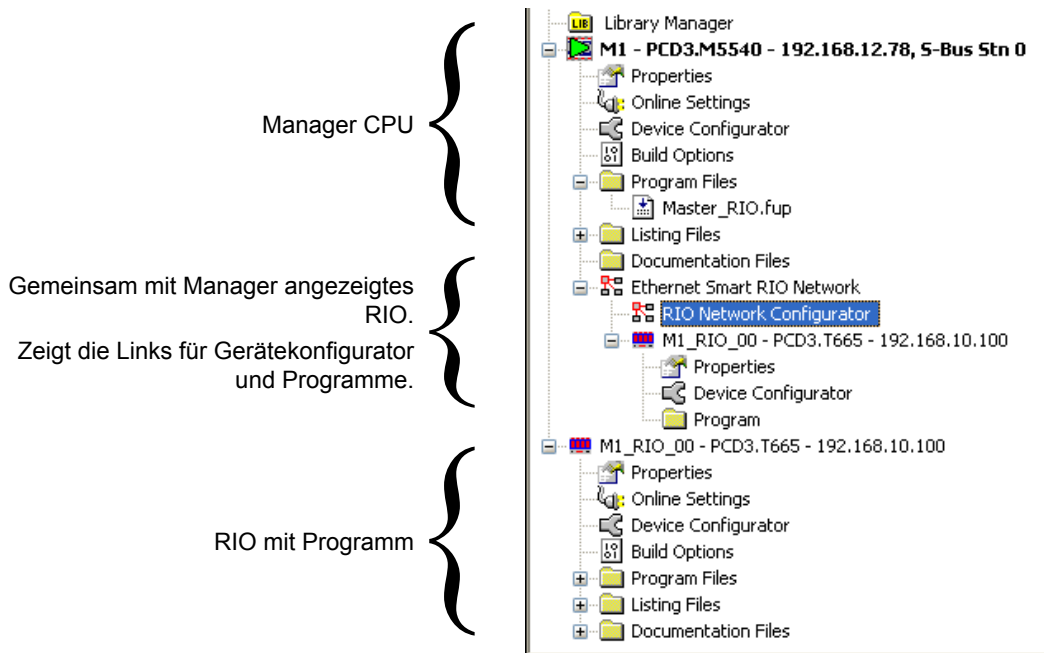 Manager CPU
Gemeinsam mit Manager angezeigtes
RIO.
Zeigt die Links für Gerätekonfigurator
und Programme.
RIO mit Programm
LIB Library Manager
M1 - PCD3.M5540 - 192.168.12.78, S-Bus Stn 0
Properties
Online Settings
Device Configurator
Build Options
Program Files
Master_RIO.fup
Listing Files
Documentation Files
Ethernet Smart RIO Network
RIO Network Configurator
M1_RIO_00 - PCD3.T665 - 192.168.10.100
Properties
Device Configurator
Program
M1_RIO_00 - PCD3.T665 - 192.168.10.100
Properties
Online Settings
Device Configurator
Build Options
Program Files
Listing Files
Documentation Files